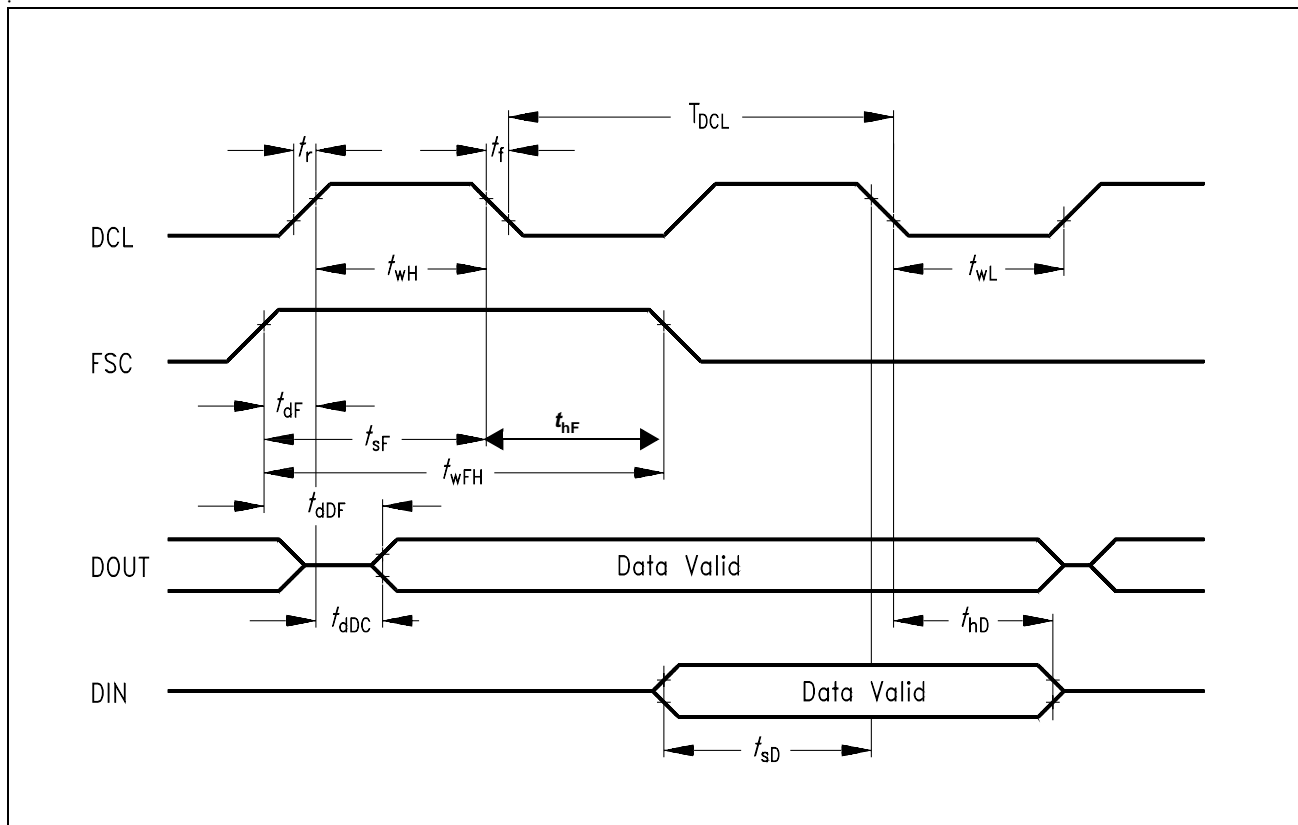 T_DCL
t_r
t_f
DCL
t_wH
t_wL
FSC
t_dF
t_sF
t_hF
t_wFH
t_dDF
DOUT
Data Valid
t_dDC
t_hD
DIN
Data Valid
t_sD